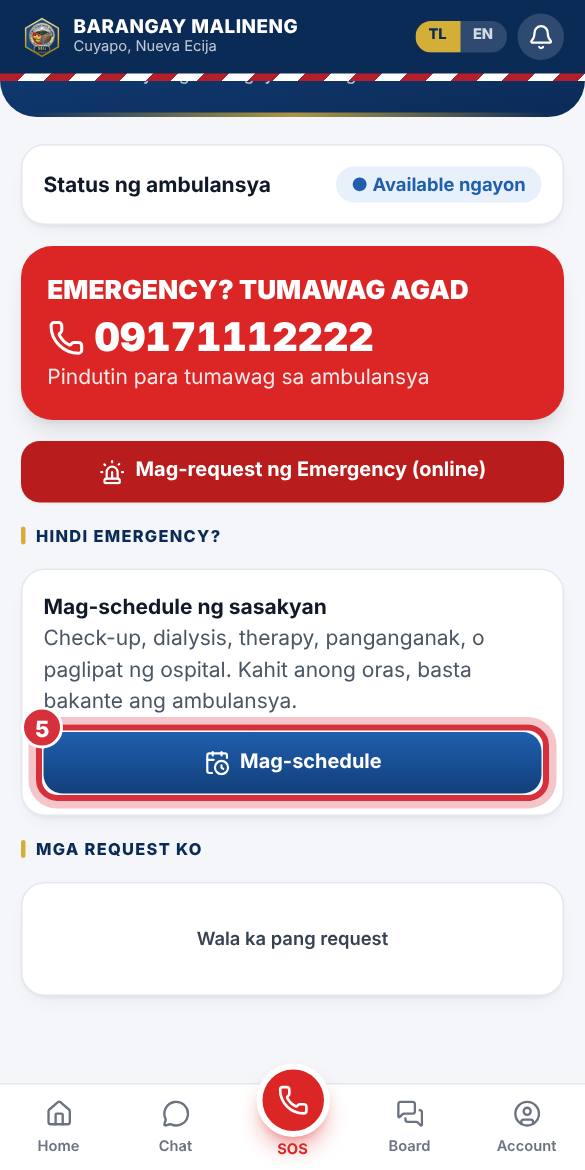 BARANGAY MALINENG
Cuyapo, Nueva Ecija
TL EN
Status ng ambulansya
Available ngayon
EMERGENCY? TUMAWAG AGAD
09171112222
Pindutin para tumawag sa ambulansya
Mag-request ng Emergency (online)
HINDI EMERGENCY?
Mag-schedule ng sasakyan
Check-up, dialysis, therapy, panganganak, o
paglipat ng ospital. Kahit anong oras, basta
bakante ang ambulansya.
5
Mag-schedule
MGA REQUEST KO
Wala ka pang request
Home
Chat
SOS
Board
Account